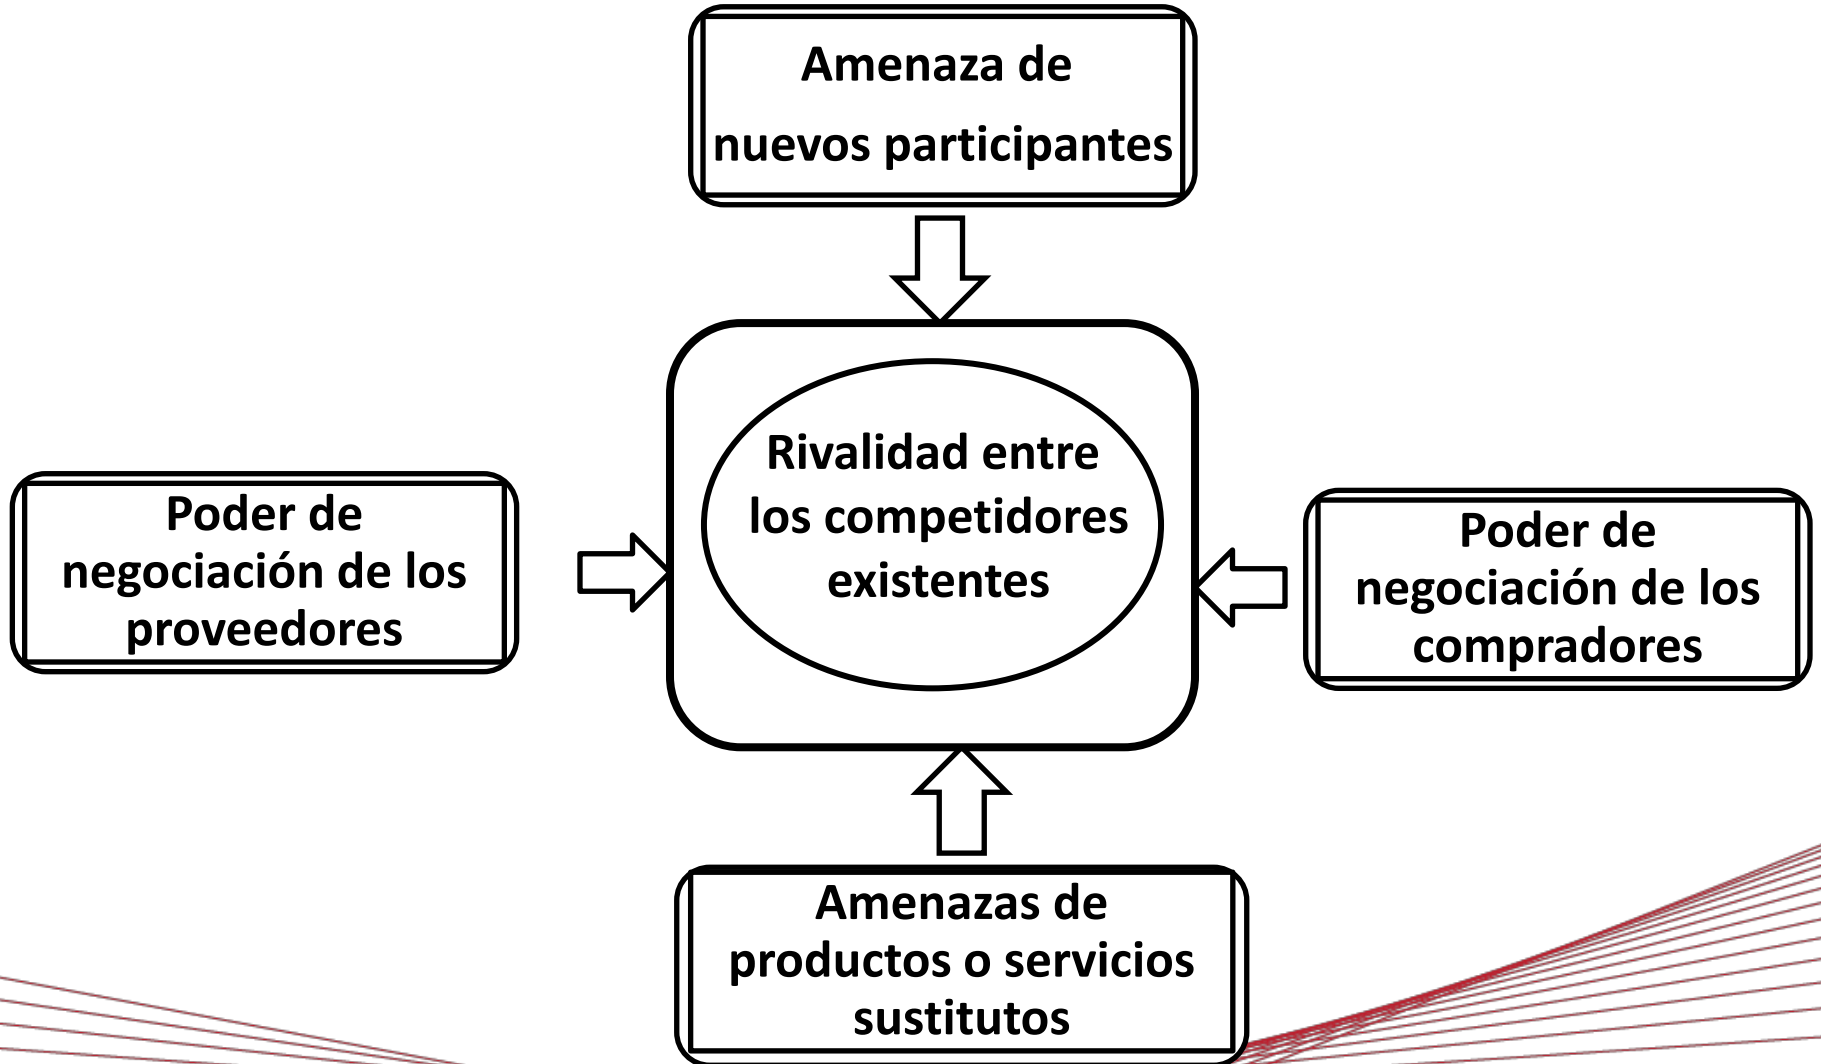 Amenaza de
nuevos participantes
Rivalidad entre
los competidores
existentes
Poder de
negociación de los
proveedores
Poder de
negociación de los
compradores
Amenazas de
productos o servicios
sustitutos